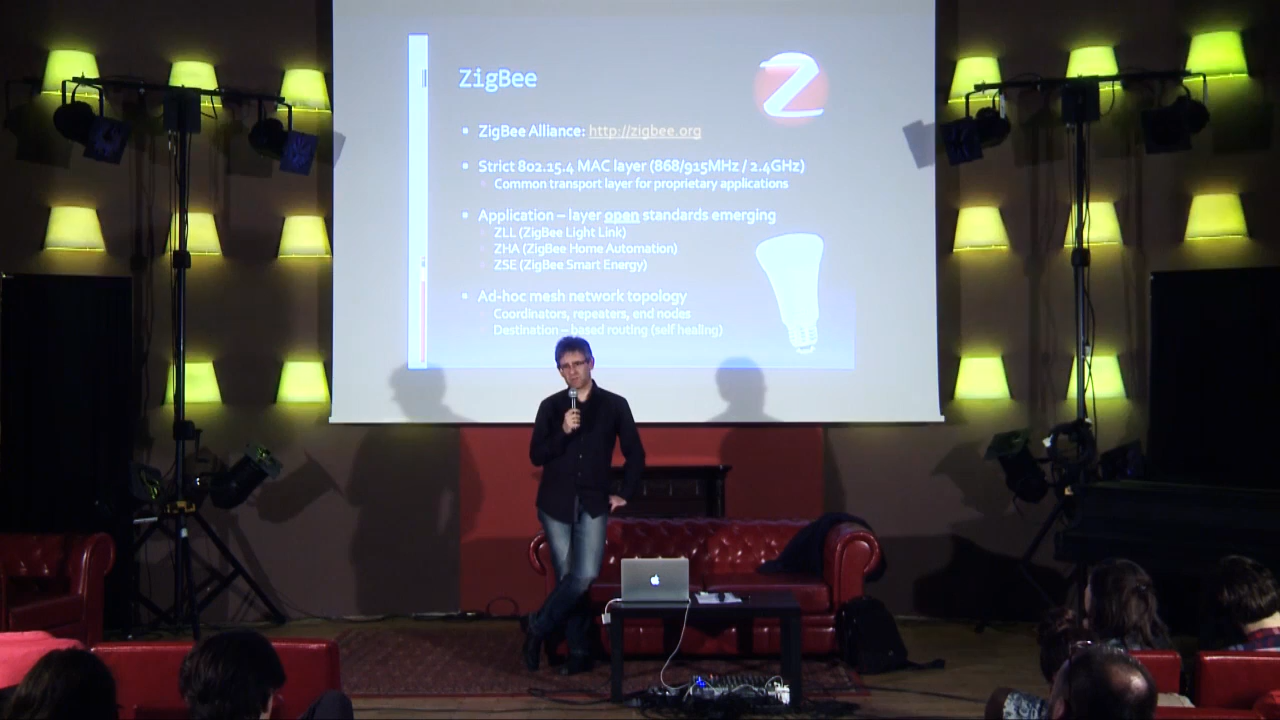 ZigBee
Z
ZigBee Alliance: http://zigbee.org
Strict 802.15.4 MAC layer (868/915MHz / 2.4GHz)
Common transport layer for proprietary applications
Application – layer open standards emerging
ZLL (ZigBee Light Link)
ZHA (ZigBee Home Automation)
ZSE (ZigBee Smart Energy)
Ad-hoc mesh network topology
Coordinators, repeaters, end nodes
Destination – based routing (self healing)